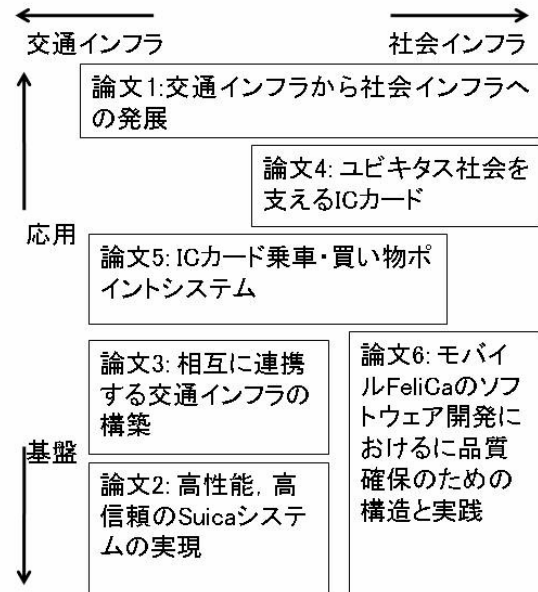 交通インフラ
社会インフラ
論文1:交通インフラから社会インフラへ
の発展
論文4: ユビキタス社会を
支えるICカード
応用
論文5: ICカード乗車・買い物ポ
イントシステム
論文3: 相互に連携
する交通インフラの
構築
論文6: モバイ
ルFeliCaのソフ
トウェア開発に
おけるに品質
確保のための
構造と実践
基盤
論文2: 高性能, 高
信頼のSuicaシステ
ムの実現